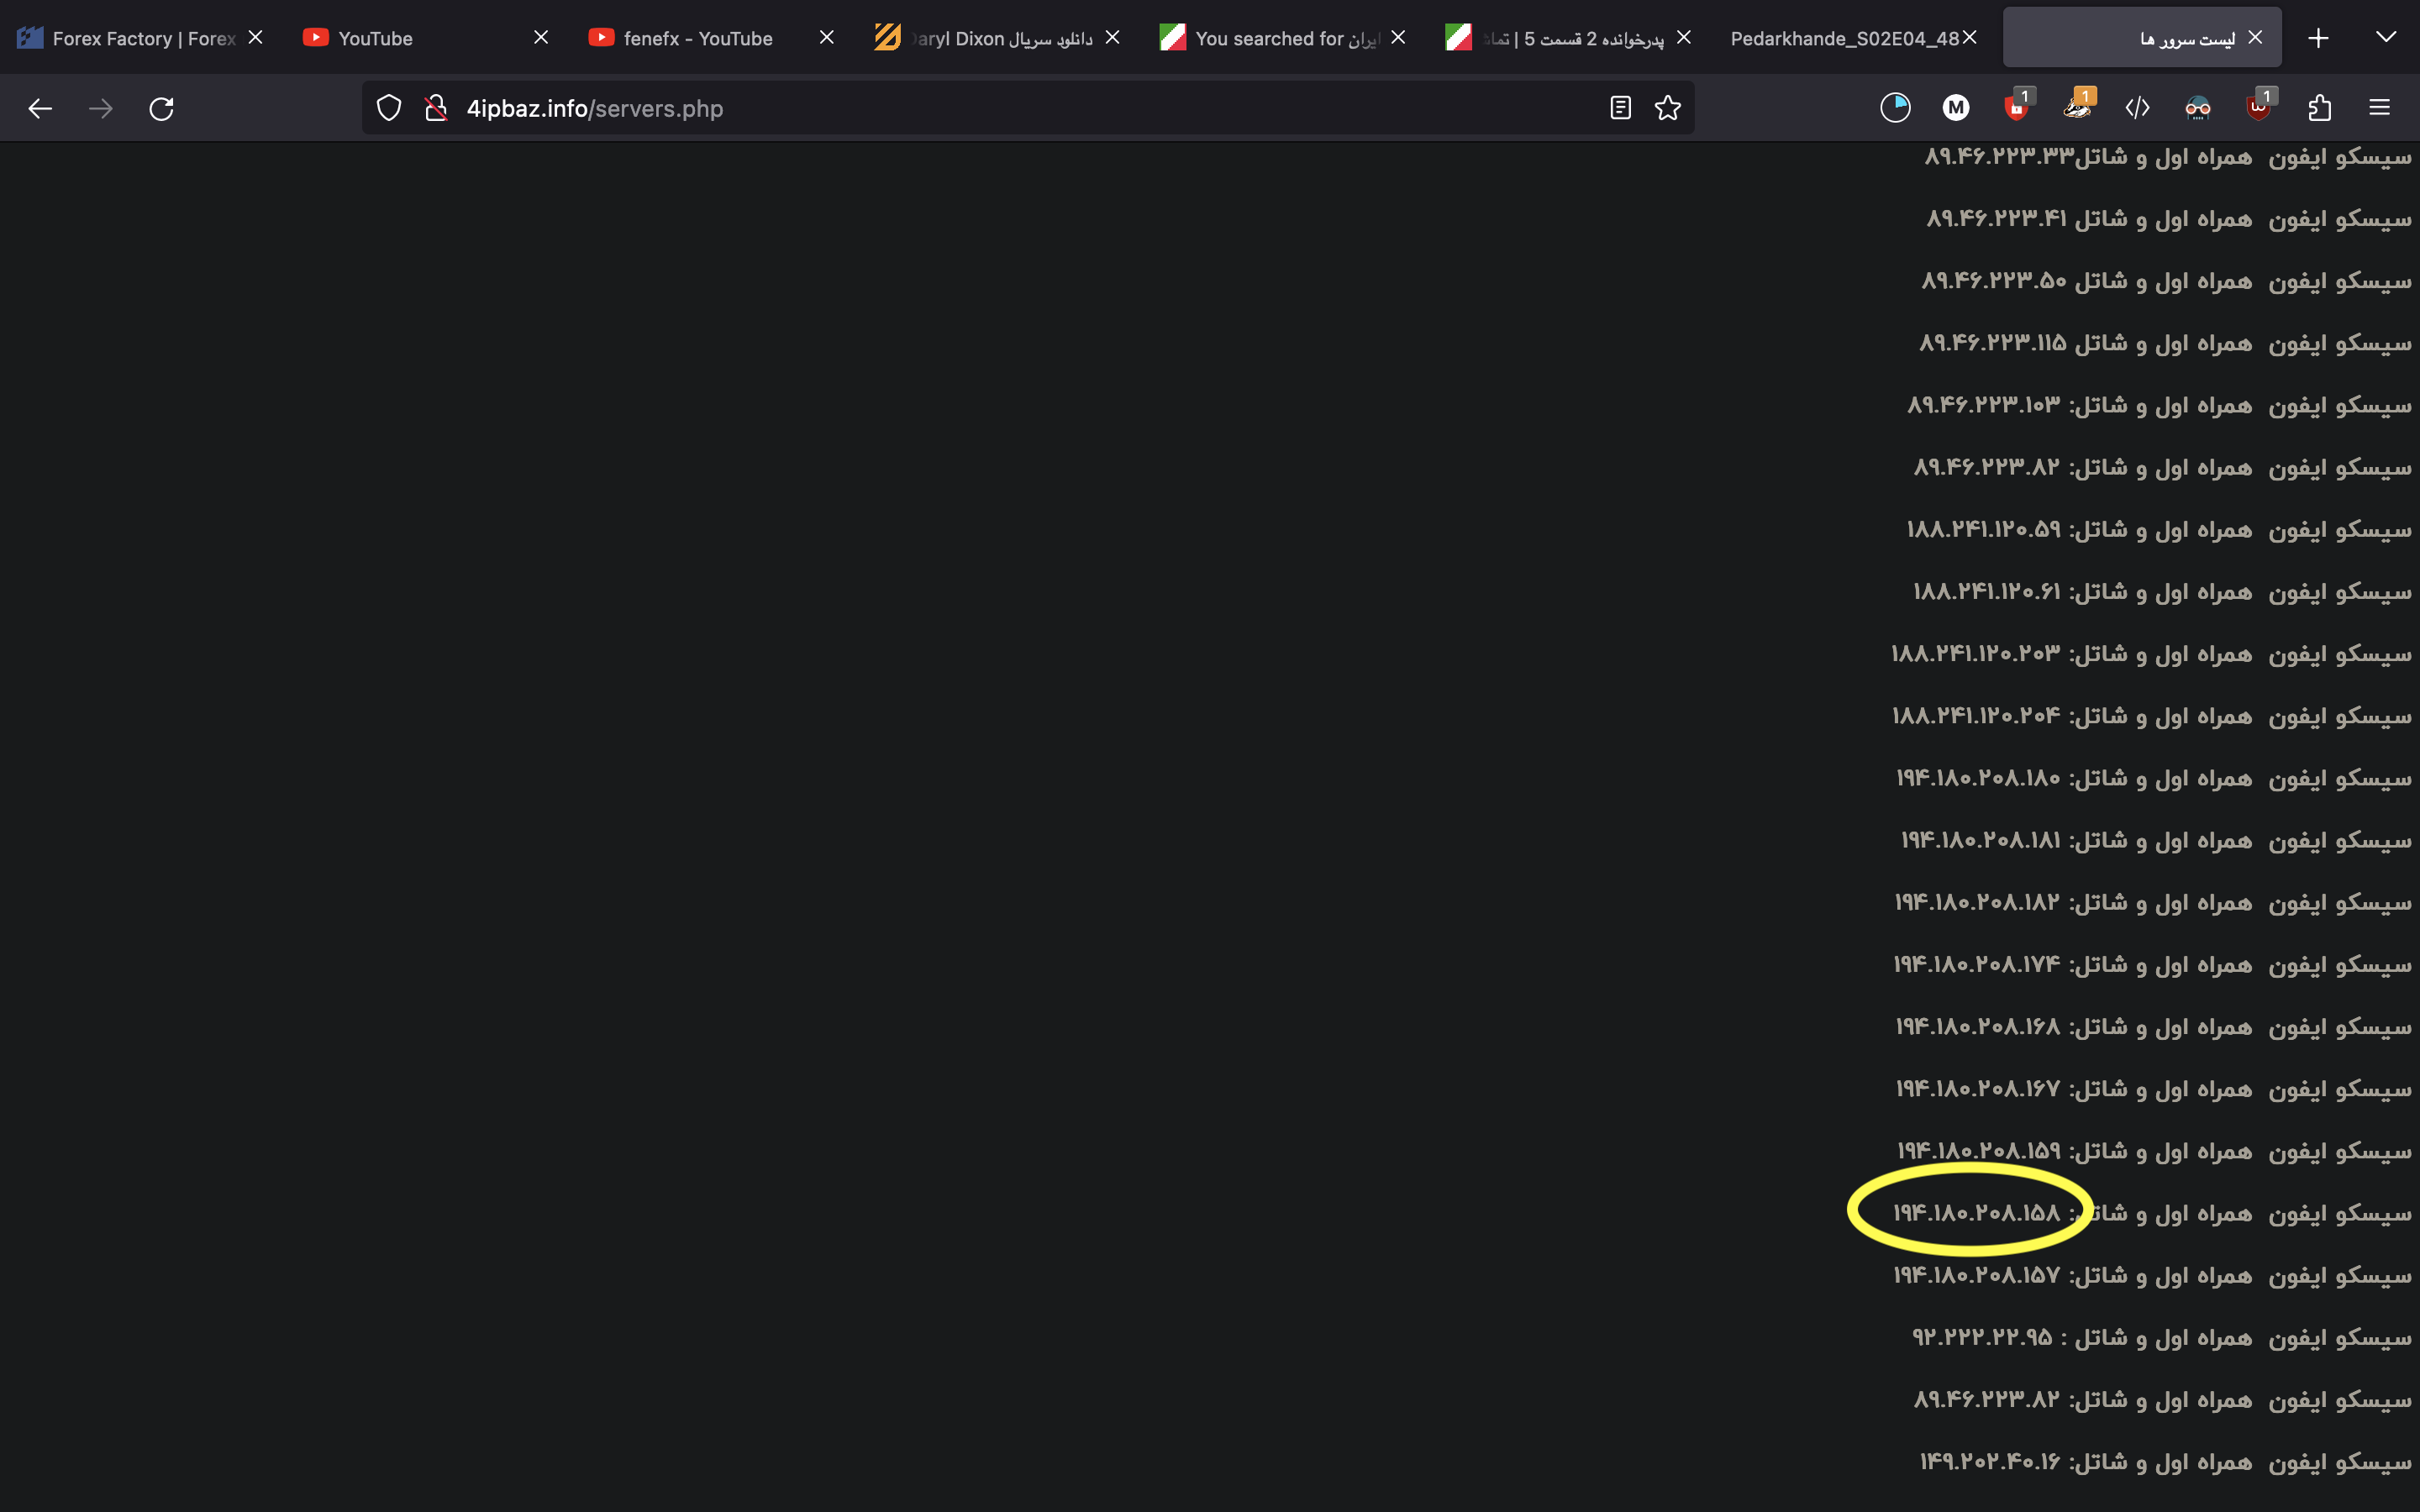 Forex Factory | Forex
YouTube
fenefx - YouTube
دانلود سریال Daryl Dixon
You searched for ایران
پدرخوانده 2 قسمت 5 | تماش
Pedarkhande_S02E04_48
لیست سرور ها
4ipbaz.info/servers.php
M
1
1
1
سیسکو ایفون همراه اول و شاتل۸۹.۴۶.۲۲۳.۳۳
سیسکو ایفون همراه اول و شاتل ۸۹.۴۶.۲۲۳.۴۱
سیسکو ایفون همراه اول و شاتل ۸۹.۴۶.۲۲۳.۵۰
سیسکو ایفون همراه اول و شاتل ۸۹.۴۶.۲۲۳.۱۱۵
سیسکو ایفون همراه اول و شاتل: ۸۹.۴۶.۲۲۳.۱۰۳
سیسکو ایفون همراه اول و شاتل: ۸۹.۴۶.۲۲۳.۸۲
سیسکو ایفون همراه اول و شاتل: ۱۸۸.۲۴۱.۱۲۰.۵۹
سیسکو ایفون همراه اول و شاتل: ۱۸۸.۲۴۱.۱۲۰.۶۱
سیسکو ایفون همراه اول و شاتل: ۱۸۸.۲۴۱.۱۲۰.۲۰۳
سیسکو ایفون همراه اول و شاتل: ۱۸۸.۲۴۱.۱۲۰.۲۰۴
سیسکو ایفون همراه اول و شاتل: ۱۹۴.۱۸۰.۲۰۸.۱۸۰
سیسکو ایفون همراه اول و شاتل: ۱۹۴.۱۸۰.۲۰۸.۱۸۱
سیسکو ایفون همراه اول و شاتل: ۱۹۴.۱۸۰.۲۰۸.۱۸۲
سیسکو ایفون همراه اول و شاتل: ۱۹۴.۱۸۰.۲۰۸.۱۷۴
سیسکو ایفون همراه اول و شاتل: ۱۹۴.۱۸۰.۲۰۸.۱۶۸
سیسکو ایفون همراه اول و شاتل: ۱۹۴.۱۸۰.۲۰۸.۱۶۷
سیسکو ایفون همراه اول و شاتل: ۱۹۴.۱۸۰.۲۰۸.۱۵۹
سیسکو ایفون همراه اول و شاتل: ۱۹۴.۱۸۰.۲۰۸.۱۵۸
سیسکو ایفون همراه اول و شاتل: ۱۹۴.۱۸۰.۲۰۸.۱۵۷
سیسکو ایفون همراه اول و شاتل : ۹۲.۲۲۲.۲۲.۹۵
سیسکو ایفون همراه اول و شاتل: ۸۹.۴۶.۲۲۳.۸۲
سیسکو ایفون همراه اول و شاتل: ۱۴۹.۲۰۲.۴۰.۱۶